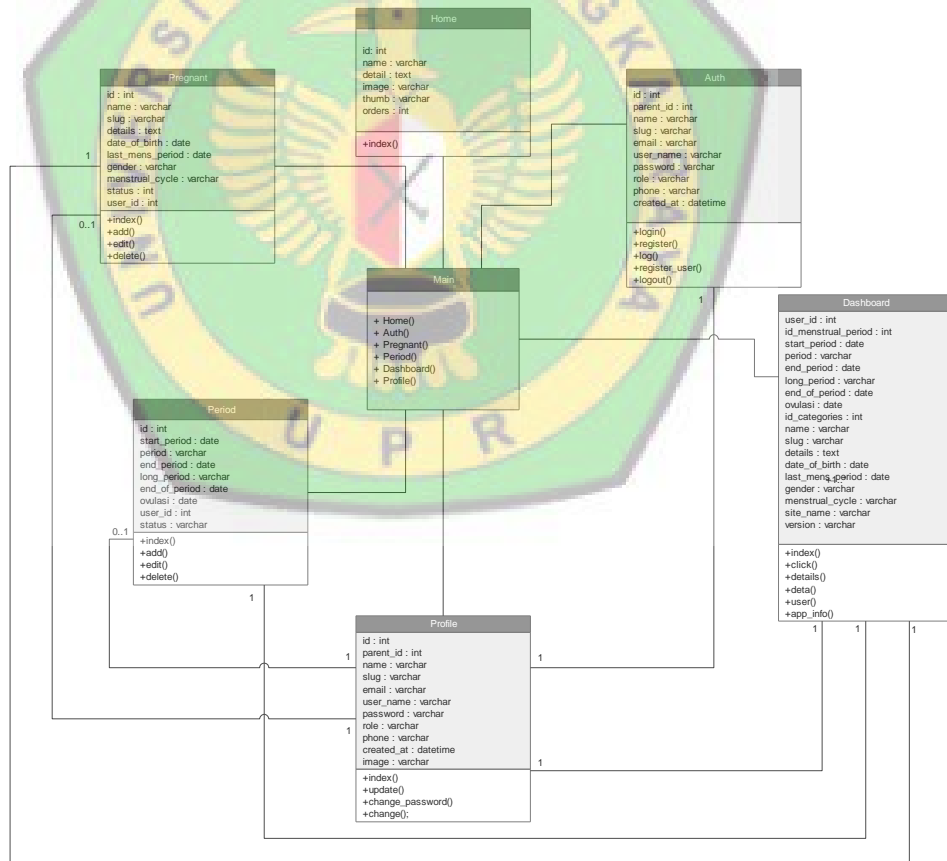 Home
id: int
name : varchar
detail : text
image : varchar
thumb : varchar
orders : int
+index()
Pregnant
id : int
name : varchar
slug : varchar
details : text
date_of_birth : date
last_mens_period : date
gender : varchar
menstrual_cycle : varchar
status : int
user_id : int
+index()
+add()
+edit()
+delete()
1
0..1
Auth
id : int
parent_id : int
name : varchar
slug : varchar
email : varchar
user_name : varchar
password : varchar
role : varchar
phone : varchar
created_at : datetime
+login()
+register()
+log()
+register_user()
+logout()
1
Main
+ Home()
+ Auth()
+ Pregnant()
+ Period()
+ Dashboard()
+ Profile()
Dashboard
user_id : int
id_menstrual_period : int
start_period : date
period : varchar
end_period : date
long_period : varchar
end_of_period : date
ovulasi : date
id_categories : int
name : varchar
slug : varchar
details : text
date_of_birth : date
last_mens_period : date
gender : varchar
menstrual_cycle : varchar
site_name : varchar
version : varchar
+index()
+click()
+details()
+deta()
+user()
+app_info()
1
1
1
Period
id : int
start_period : date
period : varchar
end_period : date
long_period : varchar
end_of_period : date
ovulasi : date
user_id : int
status : varchar
+index()
+add()
+edit()
+delete()
0..1
1
Profile
id : int
parent_id : int
name : varchar
slug : varchar
email : varchar
user_name : varchar
password : varchar
role : varchar
phone : varchar
created_at : datetime
image : varchar
+index()
+update()
+change_password()
+change();
1
1
1
1
UPR